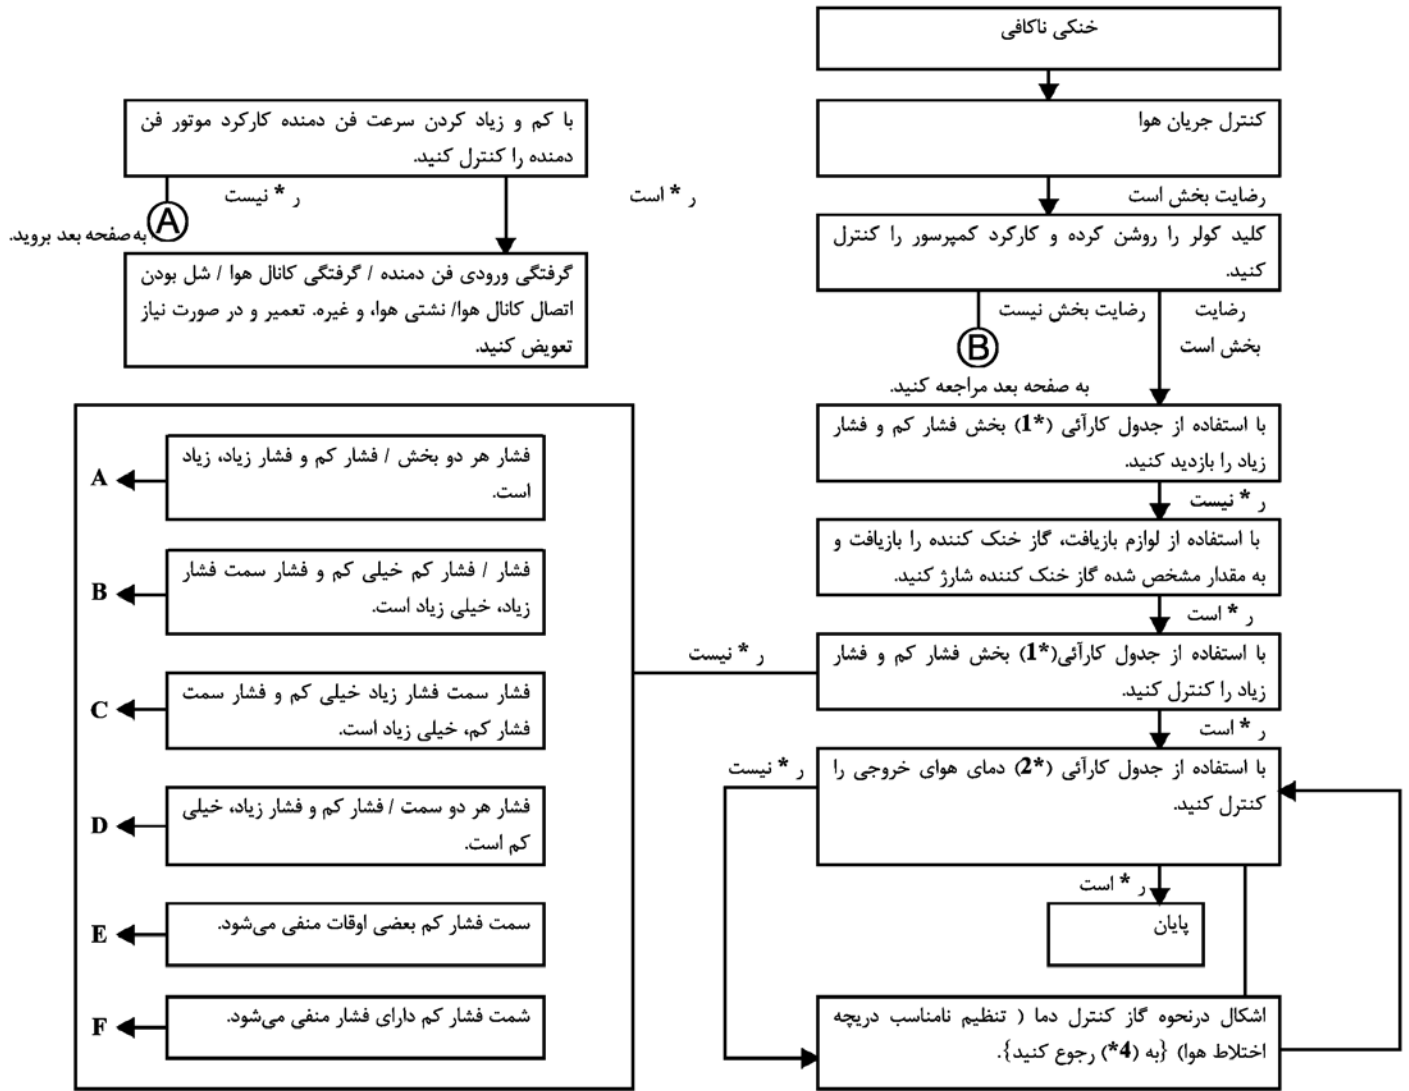 خنکی ناکافی
کنترل جریان هوا
رضایت بخش است
کلید کولر را روشن کرده و کارکرد کمپرسور را کنترل
کنید.
رضایت
بخش است
رضایت بخش نیست
B
به صفحه بعد مراجعه کنید.
با استفاده از جدول کارآئی (*1) بخش فشار کم و فشار
زیاد را بازدید کنید.
ر * نیست
با استفاده از لوازم بازیافت، گاز خنک کننده را بازیافت و
به مقدار مشخص شده گاز خنک کننده شارژ کنید.
ر * است
با استفاده از جدول کارآئی(*1) بخش فشار کم و فشار
زیاد را کنترل کنید.
ر * نیست
ر * است
با استفاده از جدول کارآئی (*2) دمای هوای خروجی را
کنترل کنید.
ر * نیست
ر * است
پایان
اشکال درنحوه گاز کنترل دما ( تنظیم نامناسب دریچه
اختلاط هوا) {به (4*) رجوع کنید}.
با کم و زیاد کردن سرعت فن دمنده کارکرد موتور فن
دمنده را کنترل کنید.
ر * است
ر * نیست
A
به صفحه بعد بروید.
گرفتگی ورودی فن دمنده / گرفتگی کانال هوا / شل بودن
اتصال کانال هوا/ نشتی هوا، و غیره. تعمیر و در صورت نیاز
تعویض کنید.
فشار هر دو بخش / فشار کم و فشار زیاد، زیاد
است.
A
فشار / فشار کم خیلی کم و فشار سمت فشار
زیاد، خیلی زیاد است.
B
فشار سمت فشار زیاد خیلی کم و فشار سمت
فشار کم، خیلی زیاد است.
C
فشار هر دو سمت / فشار کم و فشار زیاد، خیلی
کم است.
D
سمت فشار کم بعضی اوقات منفی می‌شود.
E
شمت فشار کم دارای فشار منفی می‌شود.
F